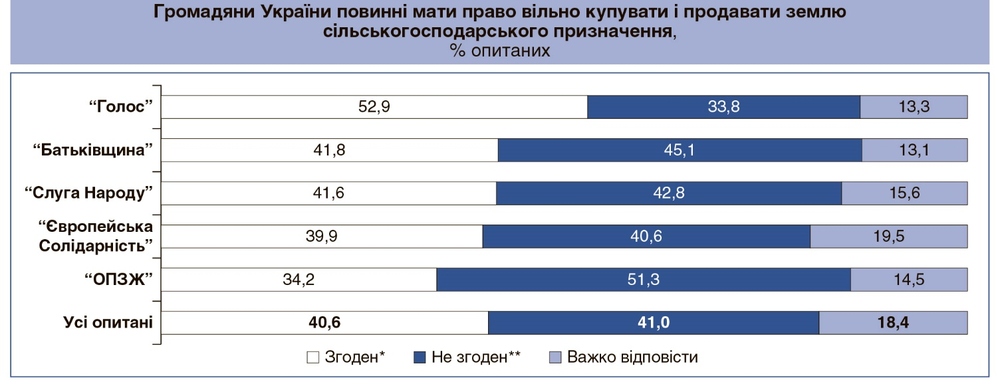 Громадяни України повинні мати право вільно купувати і продавати землю
сільськогосподарського призначення,
% опитаних
“Голос” 52,9 33,8 13,3
“Батьківщина” 41,8 45,1 13,1
“Слуга Народу” 41,6 42,8 15,6
“Європейська
Солідарність” 39,9 40,6 19,5
“ОПЗЖ” 34,2 51,3 14,5
Усі опитані 40,6 41,0 18,4
Згоден* Не згоден** Важко відповісти